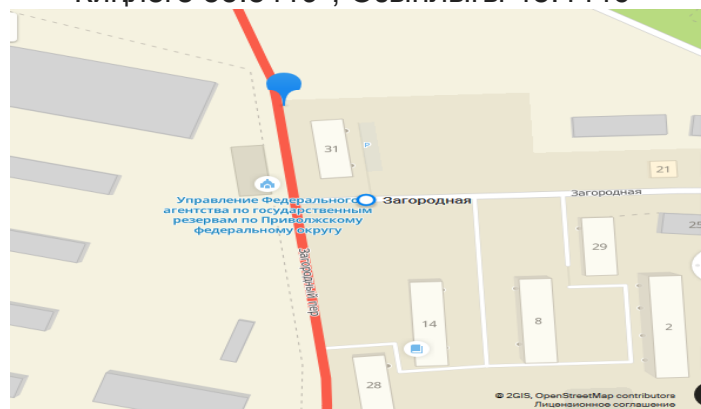 31
P
21
Управление Федерального
агентства по государственным
резервам по Приволжскому
федеральному округу
Загородная
Загородная
25
29
Загородный пер
14
8
2
28
© 2GIS, OpenStreetMap contributors
Лицензионное соглашение